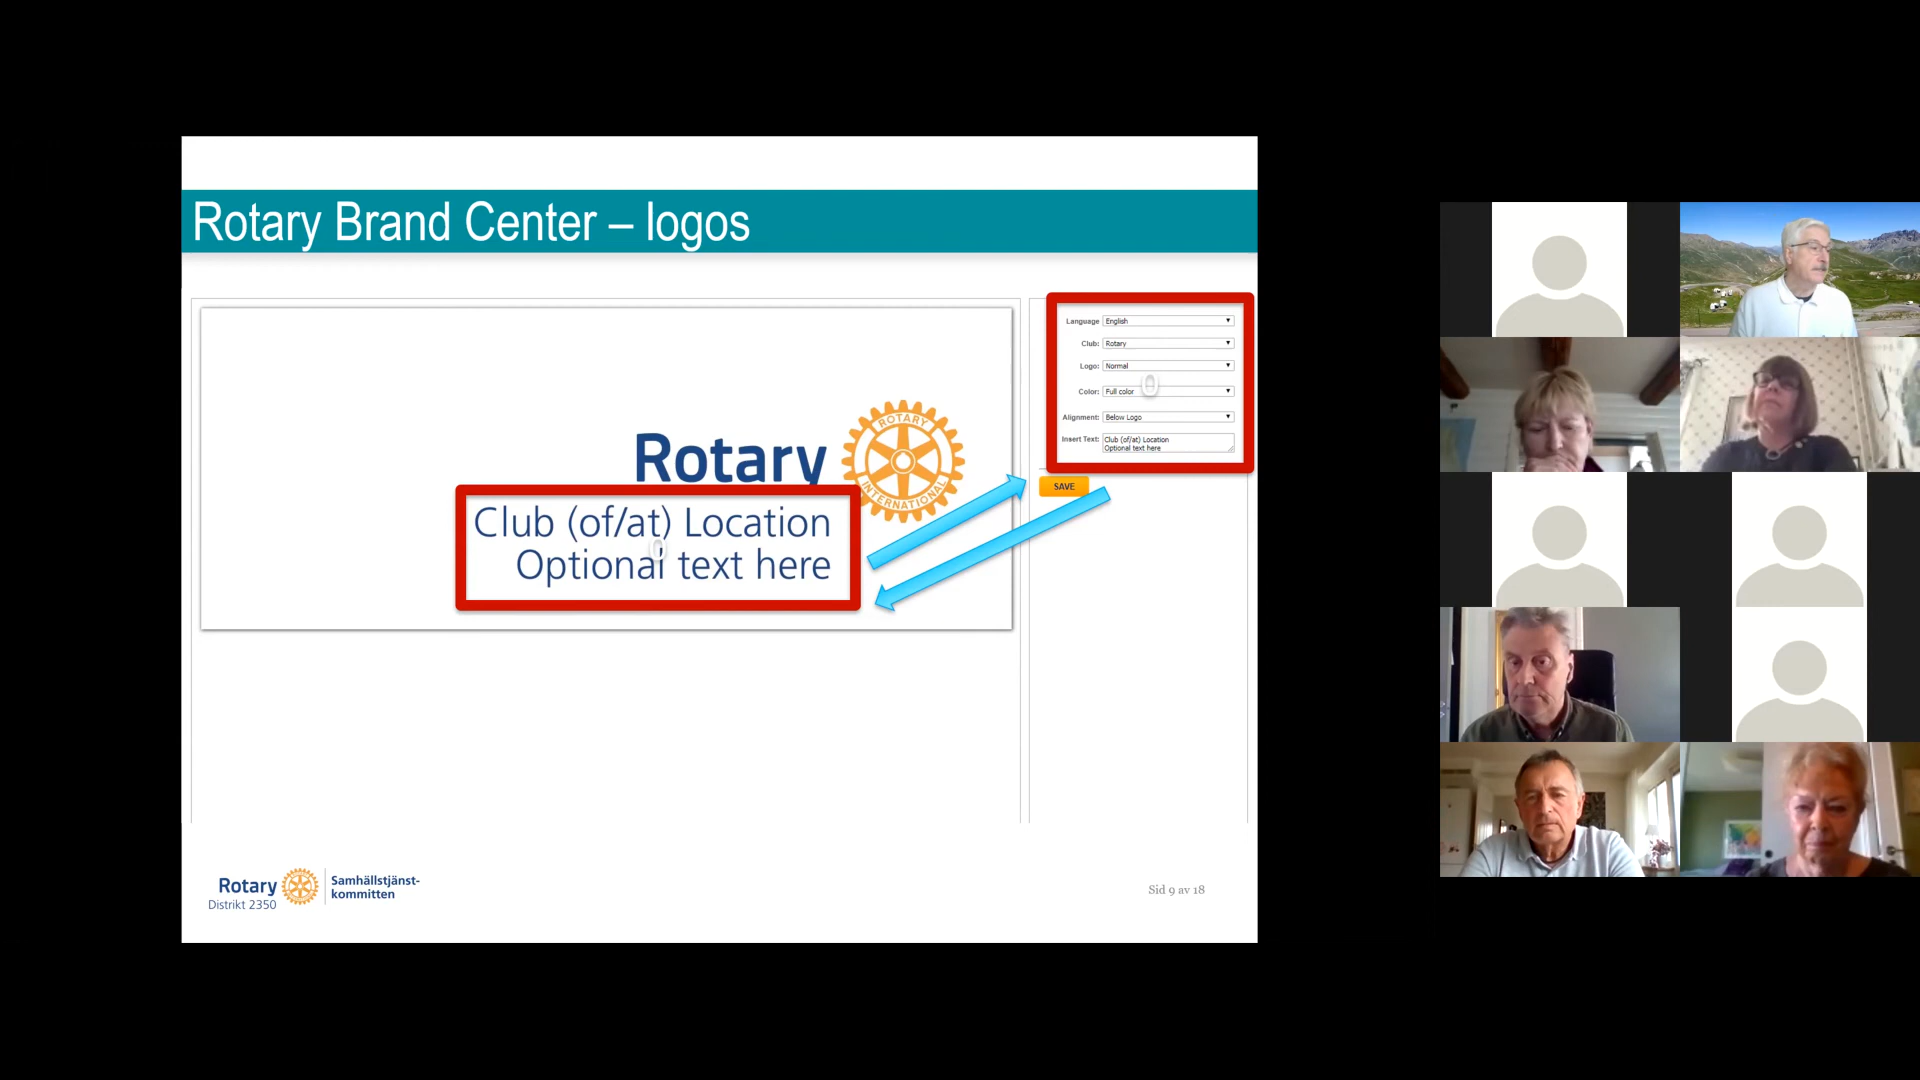 Rotary Brand Center – logos
Rotary
ROTARY
INTERNATIONAL
Club (of/at) Location
Optional text here
0
Language English
Club: Rotary
Logo: Normal
0
Color: Full color
Alignment: Below Logo
Insert Text: Club (of/at) Location
Optional text here
SAVE
Rotary
Distrikt 2350
Samhällstjänst-
kommitten
Sid 9 av 18